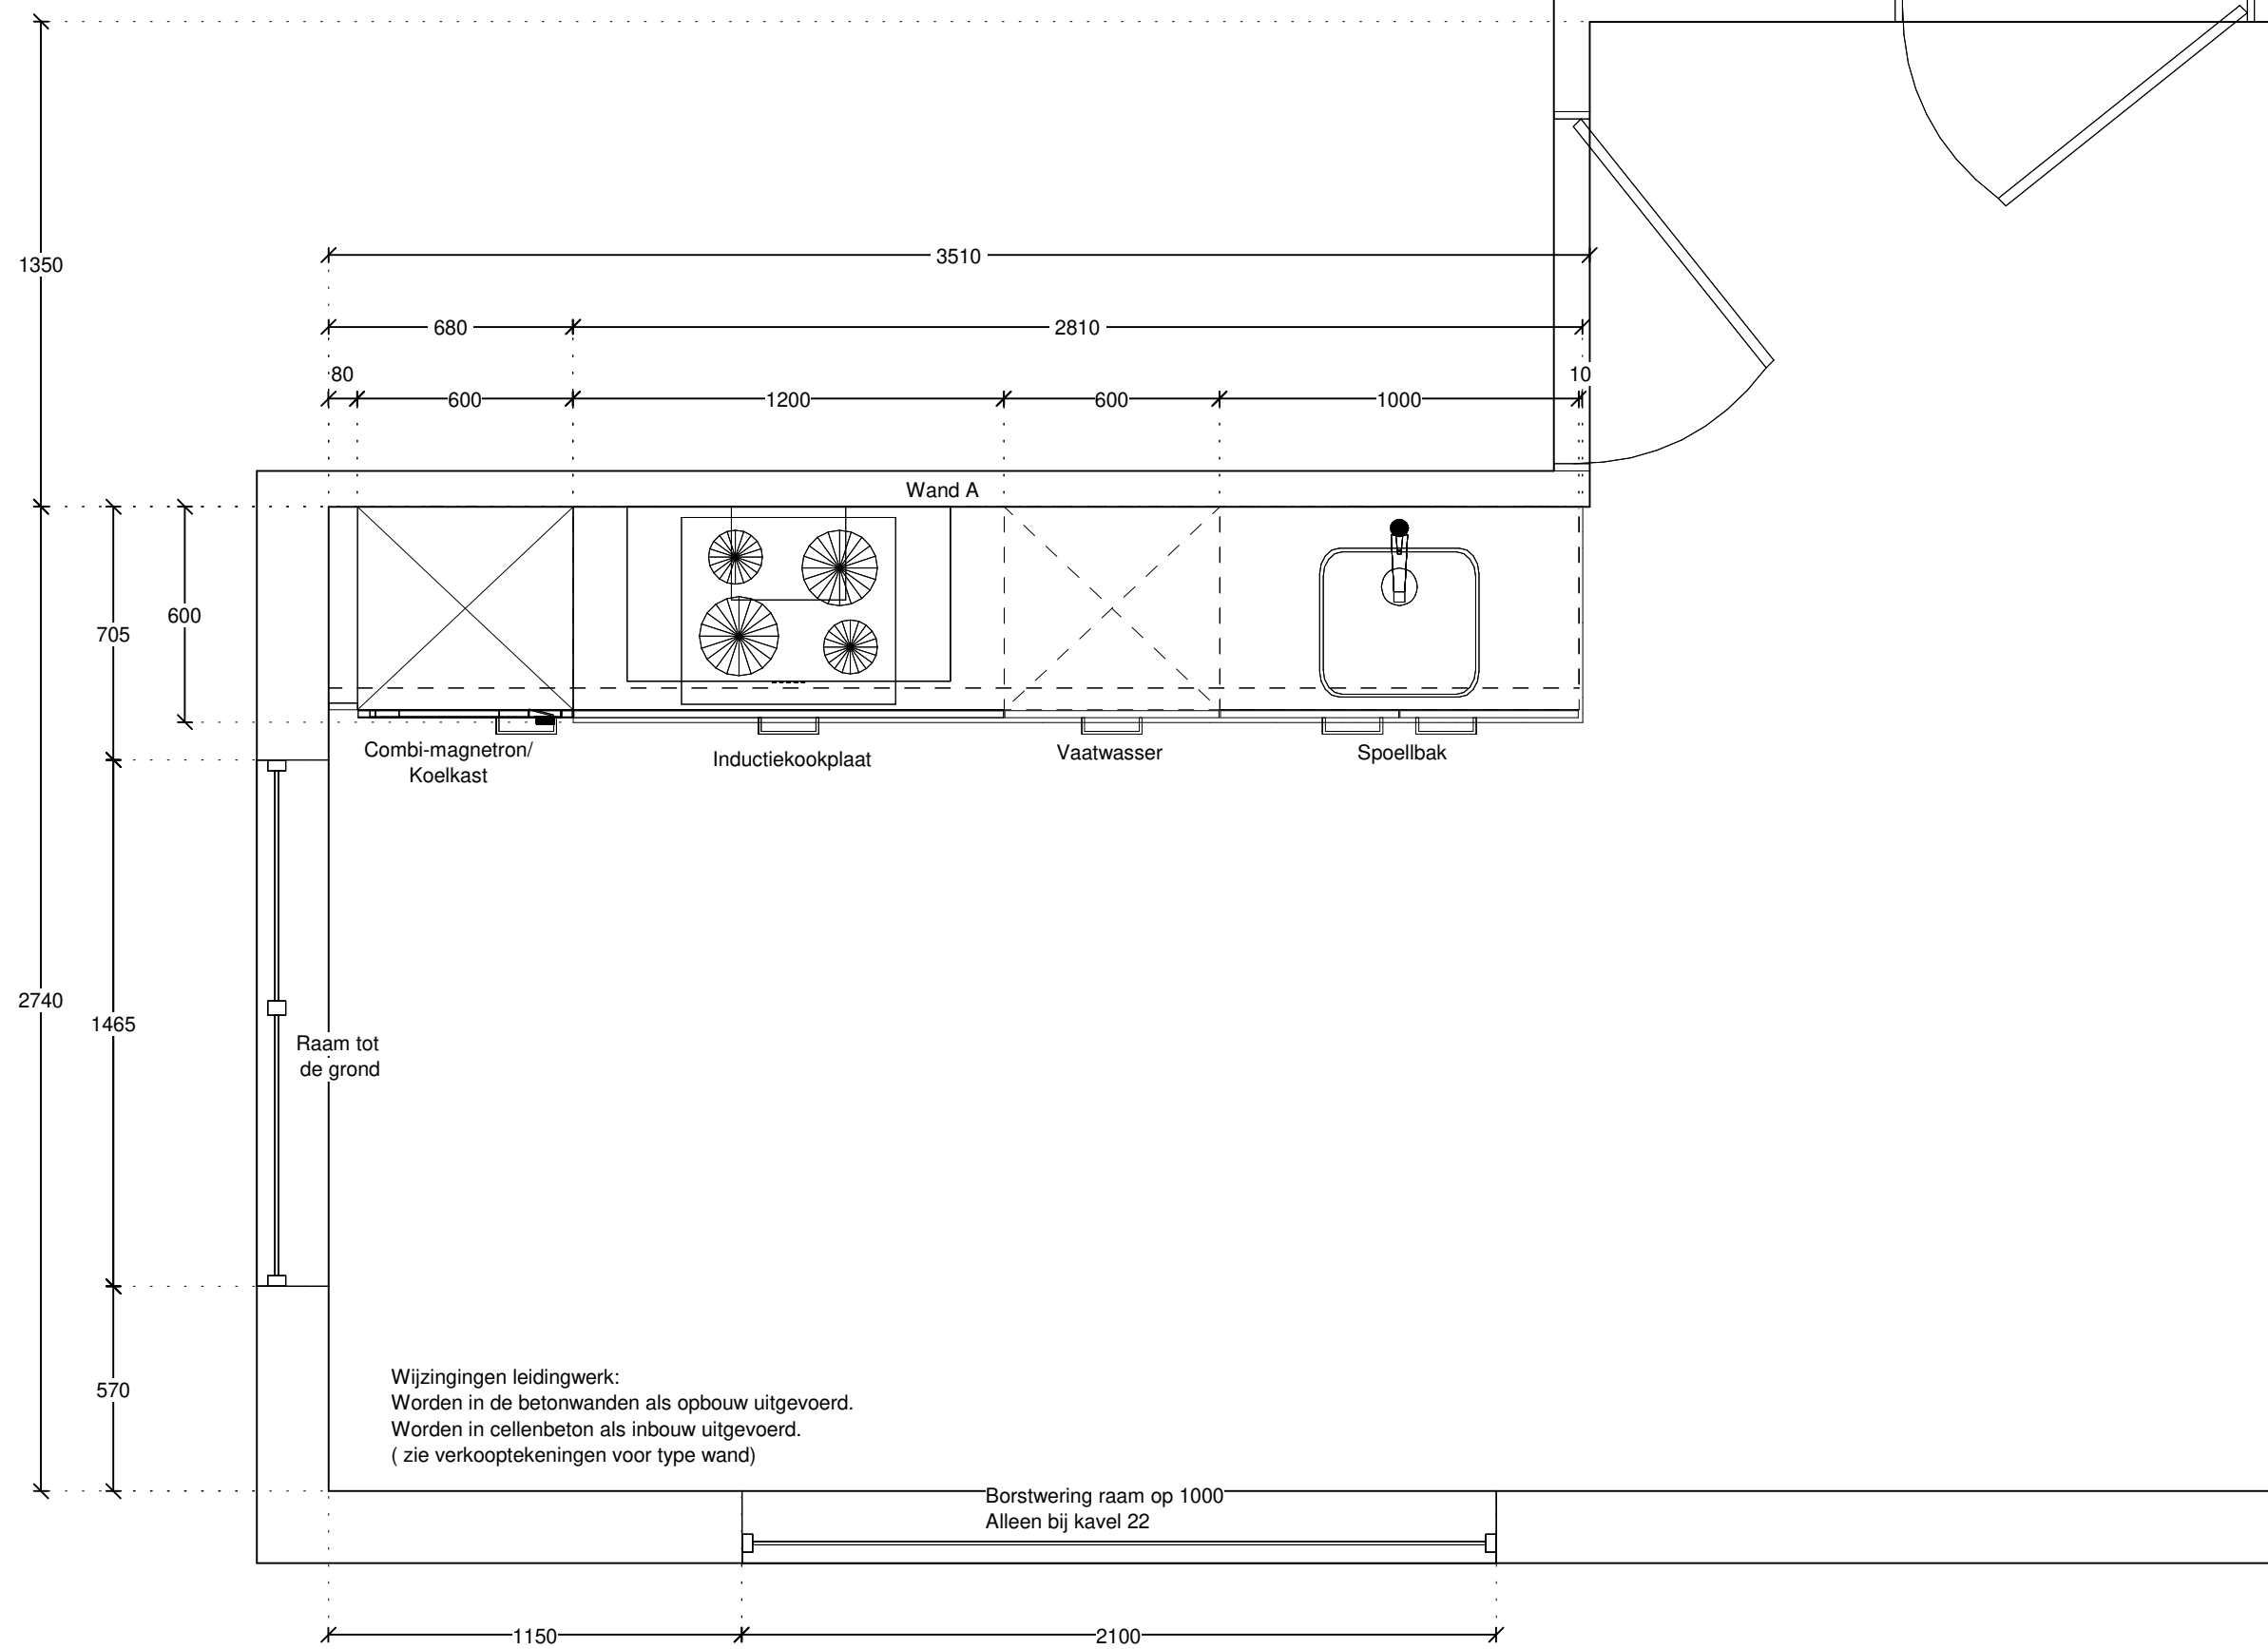 1350
3510
680
2810
80
10
600
1200
600
1000
Wand A
600
705
Combi-magnetron/
Koelkast
Inductiekookplaat
Vaatwasser
Spoellbak
2740
1465
Raam tot
de grond
570
Wijzingingen leidingwerk:
Worden in de betonwanden als opbouw uitgevoerd.
Worden in cellenbeton als inbouw uitgevoerd.
( zie verkooptekeningen voor type wand)
Borstwering raam op 1000
Alleen bij kavel 22
1150
2100